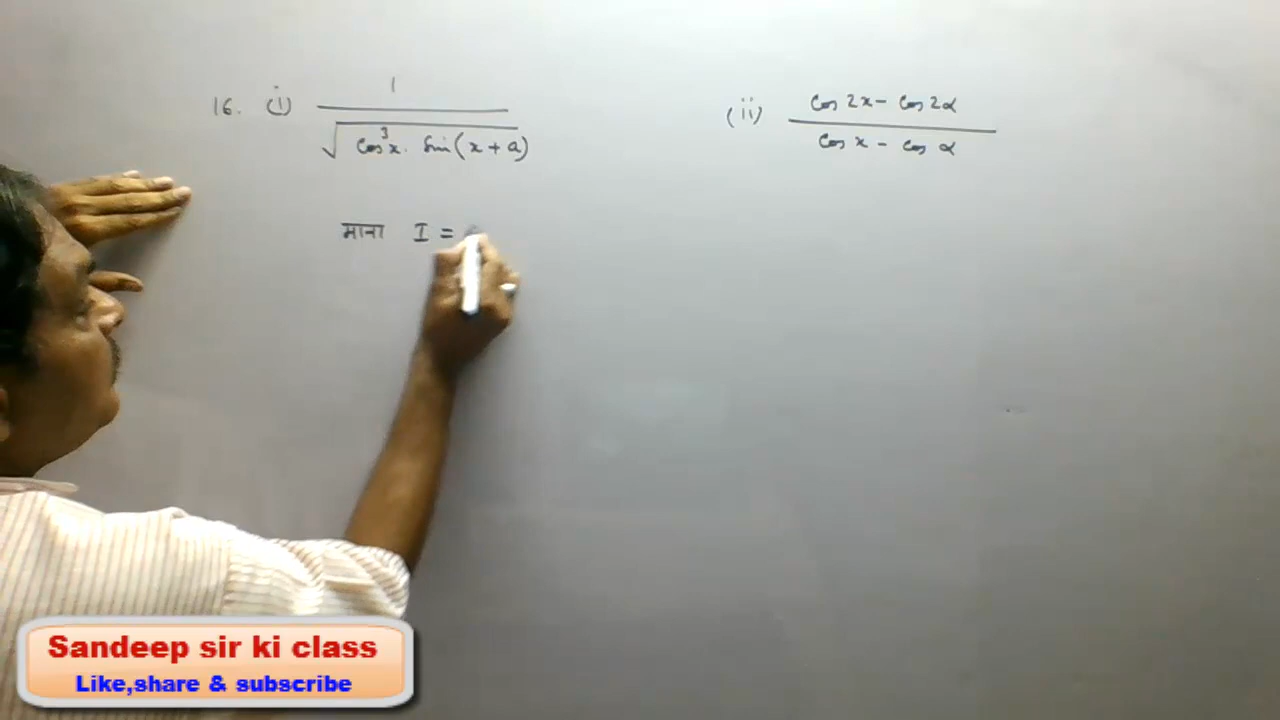 16. (i) 1 / √(cos³x. Sin(x + a))
(ii) cos 2x - cos 2α / cos x - cos α
माना I =
Sandeep sir ki class
Like,share & subscribe